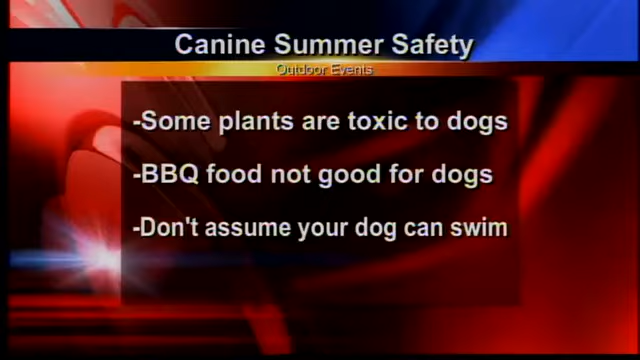 Canine Summer Safety
Outdoor Events
-Some plants are toxic to dogs
-BBQ food not good for dogs
-Don't assume your dog can swim